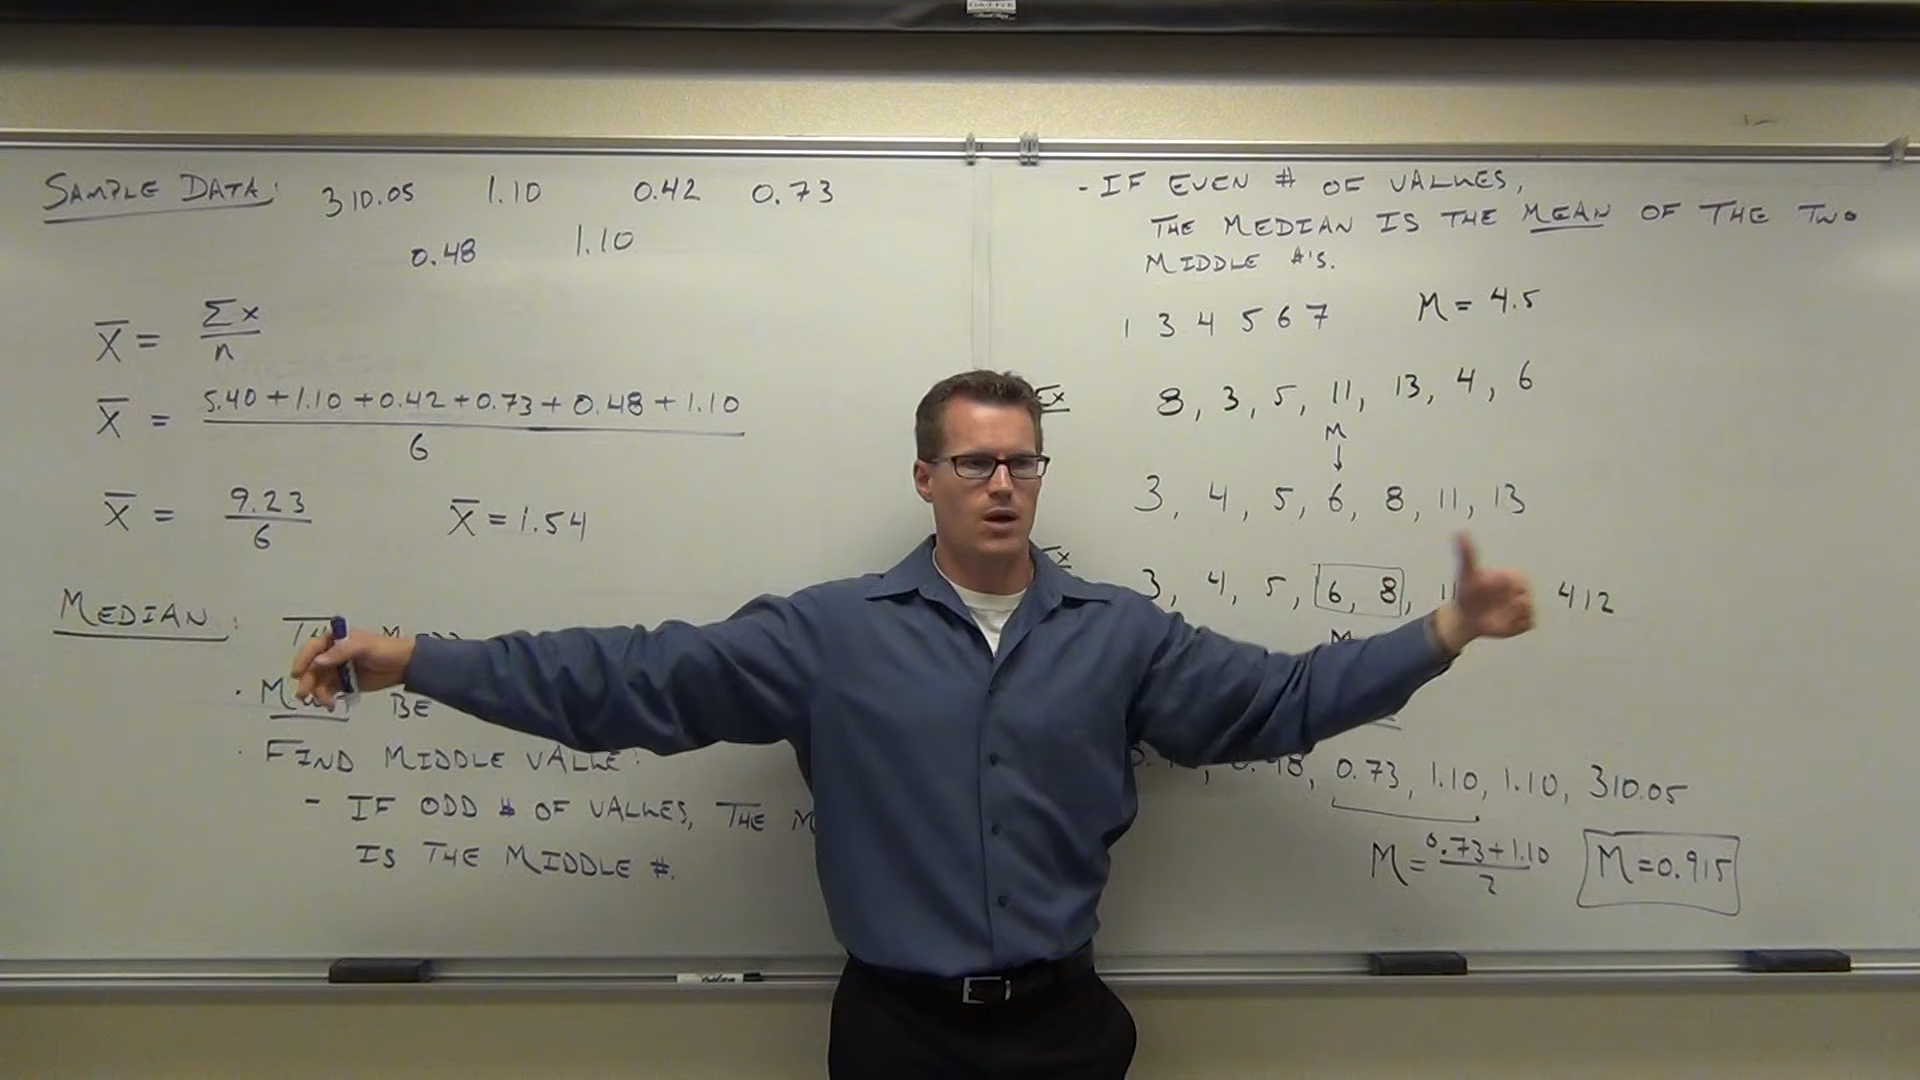 SAMPLE DATA: 310.05 1.10 0.42 0.73
0.48 1.10
x̄ = Σx / n
x̄ = 5.40 + 1.10 + 0.42 + 0.73 + 0.48 + 1.10 / 6
x̄ = 9.23 / 6 x̄ = 1.54
MEDIAN:
BE
· FIND MIDDLE VALUE:
- IF ODD # OF VALUES, THE M
IS THE MIDDLE #.
- IF EVEN # OF VALUES,
THE MEDIAN IS THE MEAN OF THE TWO
MIDDLE #'S.
1 3 4 5 6 7 M = 4.5
Ex 8, 3, 5, 11, 13, 4, 6
M
↓
3, 4, 5, 6, 8, 11, 13
Ex 3, 4, 5, 6, 8, 412
M
0.73, 1.10, 1.10, 310.05
M = 0.73 + 1.10 / 2 M = 0.915